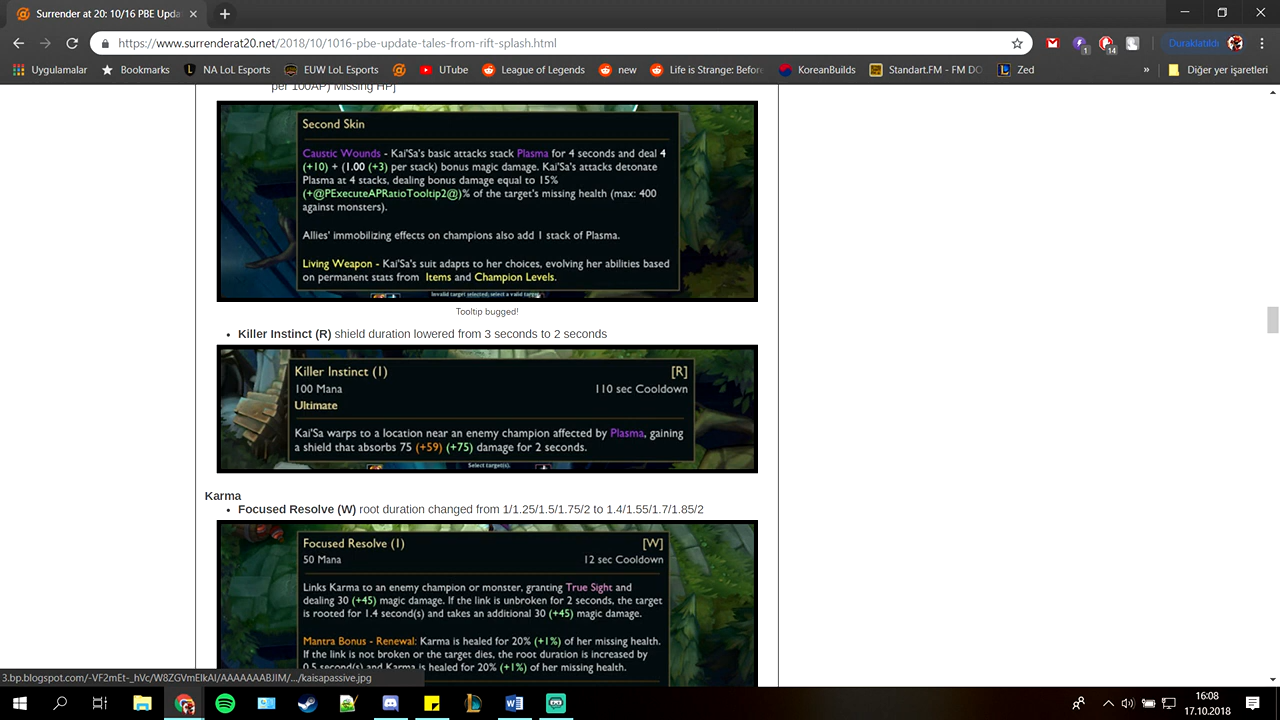 Surrender at 20: 10/16 PBE Upda
https://www.surrenderat20.net/2018/10/1016-pbe-update-tales-from-rift-splash.html
1
14
Duraklatıldı
Uygulamalar
Bookmarks
NA LoL Esports
EUW LoL Esports
UTube
League of Legends
new
Life is Strange: Before
KoreanBuilds
Standart.FM - FM DO
Zed
»
Diğer yer işaretleri
per 100AP) Missing HP]
Second Skin
Caustic Wounds - Kai'Sa's basic attacks stack Plasma for 4 seconds and deal 4
(+10) + (1.00 (+3) per stack) bonus magic damage. Kai'Sa's attacks detonate
Plasma at 4 stacks, dealing bonus damage equal to 15%
(+@PExecuteAPRatioTooltip2@)% of the target's missing health (max: 400
against monsters).
Allies' immobilizing effects on champions also add 1 stack of Plasma.
Living Weapon - Kai'Sa's suit adapts to her choices, evolving her abilities based
on permanent stats from Items and Champion Levels.
Invalid target selected, select a valid target.
Tooltip bugged!
• Killer Instinct (R) shield duration lowered from 3 seconds to 2 seconds
Killer Instinct (1) [R]
100 Mana 110 sec Cooldown
Ultimate
Kai'Sa warps to a location near an enemy champion affected by Plasma, gaining
a shield that absorbs 75 (+59) (+75) damage for 2 seconds.
Select target(s).
Karma
• Focused Resolve (W) root duration changed from 1/1.25/1.5/1.75/2 to 1.4/1.55/1.7/1.85/2
Focused Resolve (1) [W]
50 Mana 12 sec Cooldown
Links Karma to an enemy champion or monster, granting True Sight and
dealing 30 (+45) magic damage. If the link is unbroken for 2 seconds, the target
is rooted for 1.4 second(s) and takes an additional 30 (+45) magic damage.
Mantra Bonus - Renewal: Karma is healed for 20% (+1%) of her missing health.
If the link is not broken or the target dies, the root duration is increased by
0.5 second(s) and Karma is healed for 20% (+1%) of her missing health.
3.bp.blogspot.com/-VF2mEt-_hVc/W8ZGVmElkAI/AAAAAAABJIM/.../kaisapassive.jpg
16:08
17.10.2018